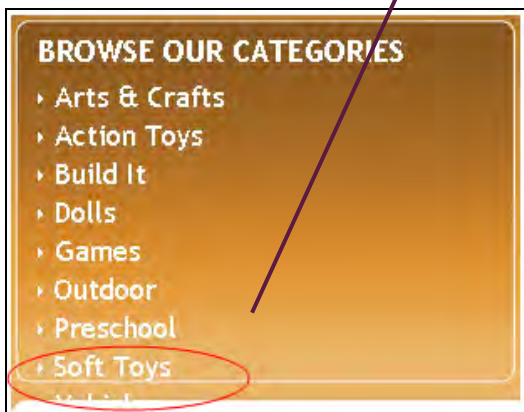 BROWSE OUR CATEGORIES
Arts & Crafts
Action Toys
Build It
Dolls
Games
Outdoor
Preschool
Soft Toys